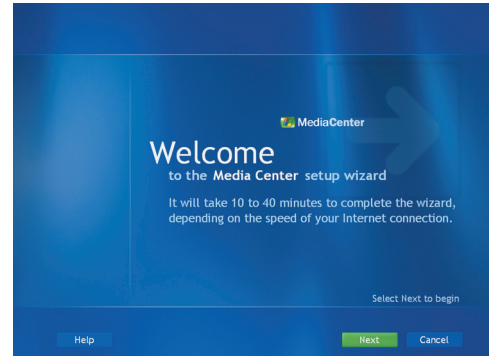 MediaCenter
Welcome
to the Media Center setup wizard
It will take 10 to 40 minutes to complete the wizard,
depending on the speed of your Internet connection.
Select Next to begin
Help
Next
Cancel